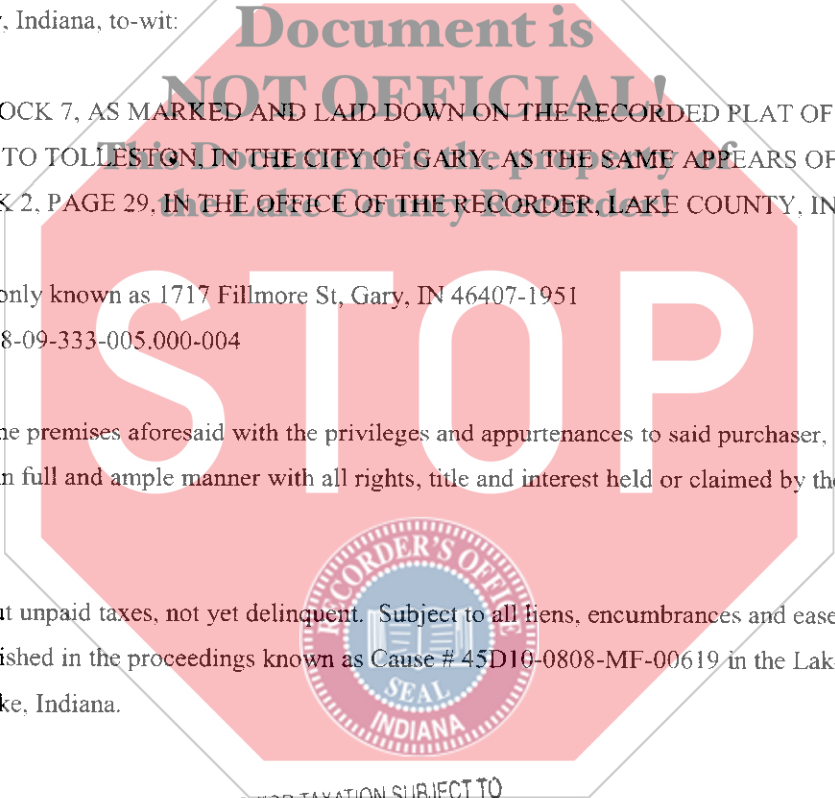 , Indiana, to-wit:
Document is
NOT OFFICIAL!
OCK 7, AS MARKED AND LAID DOWN ON THE RECORDED PLAT OF
This Document is the property of
TO TOLLESTON, IN THE CITY OF GARY, AS THE SAME APPEARS OF
the Lake County Recorder!
K 2, PAGE 29, IN THE OFFICE OF THE RECORDER, LAKE COUNTY, IN
only known as 1717 Fillmore St, Gary, IN 46407-1951
8-09-333-005.000-004
STOP
he premises aforesaid with the privileges and appurtenances to said purchaser,
in full and ample manner with all rights, title and interest held or claimed by the
RECORDER'S OFFICE
ut unpaid taxes, not yet delinquent. Subject to all liens, encumbrances and ease
ished in the proceedings known as Cause # 45D10-0808-MF-00619 in the Lak
SEAL
ke, Indiana.
INDIANA
TAXATION SUBJECT TO